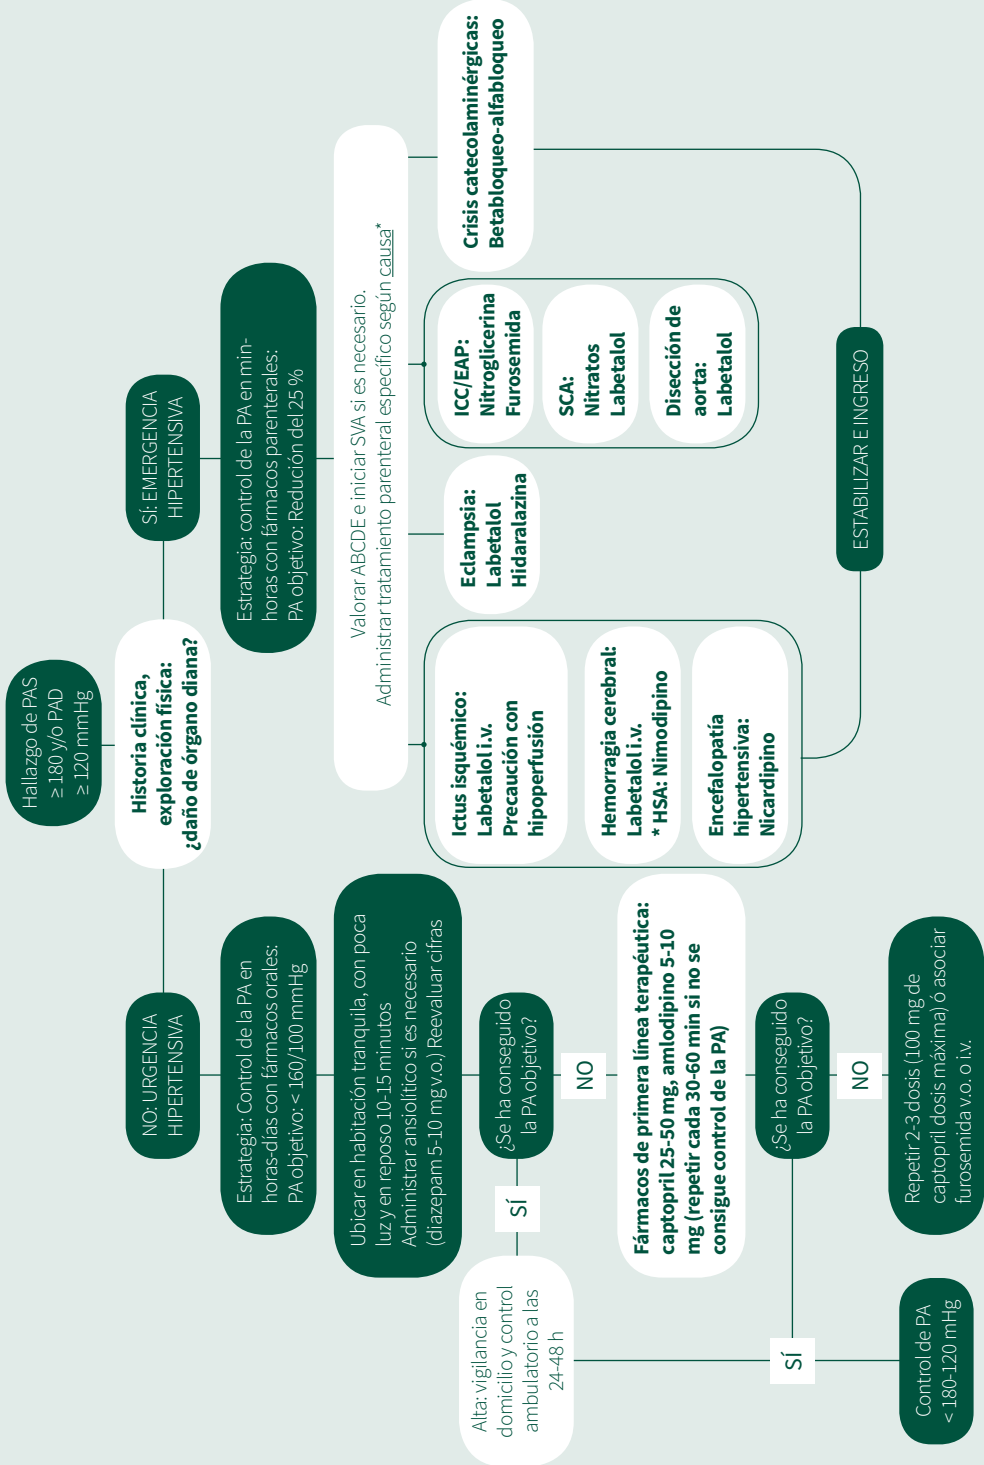 Hallazgo de PAS
≥ 180 y/o PAD
≥ 120 mmHg
Historia clínica,
exploración física:
¿daño de órgano diana?
NO: URGENCIA
HIPERTENSIVA
Estrategia: Control de la PA en
horas-días con fármacos orales:
PA objetivo: < 160/100 mmHg
Ubicar en habitación tranquila, con poca
luz y en reposo 10-15 minutos
Administrar ansiolítico si es necesario
(diazepam 5-10 mg v.o.) Reevaluar cifras
¿Se ha conseguido
la PA objetivo?
SÍ
Alta: vigilancia en
domicilio y control
ambulatorio a las
24-48 h
NO
Fármacos de primera línea terapéutica:
captopril 25-50 mg, amlodipino 5-10
mg (repetir cada 30-60 min si no se
consigue control de la PA)
¿Se ha conseguido
la PA objetivo?
SÍ
Control de PA
< 180-120 mHg
NO
Repetir 2-3 dosis (100 mg de
captopril dosis máxima) ó asociar
furosemida v.o. o i.v.
SÍ: EMERGENCIA
HIPERTENSIVA
Estrategia: control de la PA en min-
horas con fármacos parenterales:
PA objetivo: Redución del 25 %
Valorar ABCDE e iniciar SVA si es necesario.
Administrar tratamiento parenteral específico según causa*
Ictus isquémico:
Labetalol i.v.
Precaución con
hipoperfusión
Hemorragia cerebral:
Labetalol i.v.
* HSA: Nimodipino
Encefalopatía
hipertensiva:
Nicardipino
Eclampsia:
Labetalol
Hidaralazina
ICC/EAP:
Nitroglicerina
Furosemida
SCA:
Nitratos
Labetalol
Disección de
aorta:
Labetalol
Crisis catecolaminérgicas:
Betabloqueo-alfabloqueo
ESTABILIZAR E INGRESO